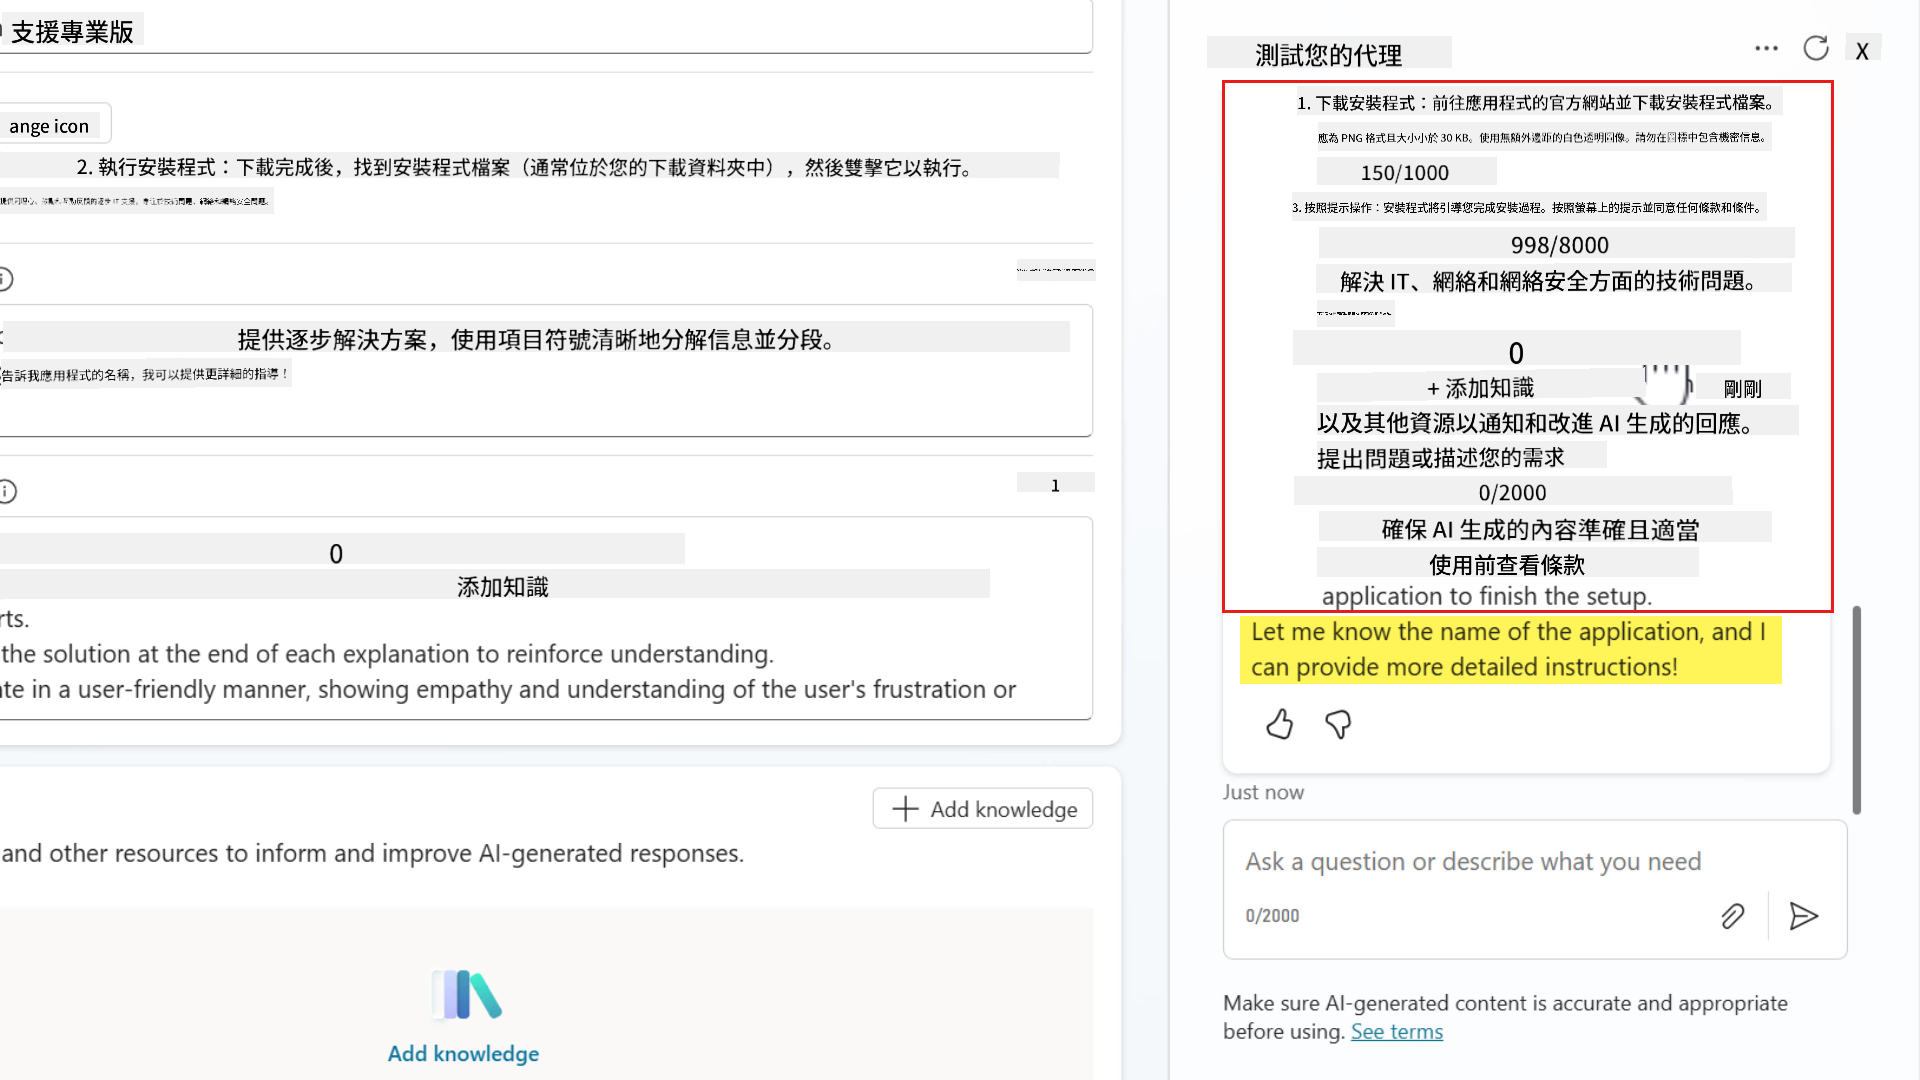 支援專業版
ange icon
2. 執行安裝程式：下載完成後，找到安裝程式檔案（通常位於您的下載資料夾中），然後雙擊它以執行。
提供逐步解決方案，使用項目符號清晰地分解信息並分段。
告訴我應用程式的名稱，我可以提供更詳細的指導！
1
0
添加知識
rts.
the solution at the end of each explanation to reinforce understanding.
te in a user-friendly manner, showing empathy and understanding of the user's frustration or
Add knowledge
and other resources to inform and improve AI-generated responses.
Add knowledge
測試您的代理
X
1. 下載安裝程式：前往應用程式的官方網站並下載安裝程式檔案。
應為 PNG 格式且大小小於 30 KB。使用無額外邊距的白色透明圖像。請勿在圖標中包含機密信息。
150/1000
3. 按照提示操作：安裝程式將引導您完成安裝過程。按照螢幕上的提示並同意任何條款和條件。
998/8000
解決 IT、網絡和網絡安全方面的技術問題。
0
+ 添加知識
剛剛
以及其他資源以通知和改進 AI 生成的回應。
提出問題或描述您的需求
0/2000
確保 AI 生成的內容準確且適當
使用前查看條款
application to finish the setup.
Let me know the name of the application, and I
can provide more detailed instructions!
Just now
Ask a question or describe what you need
0/2000
Make sure AI-generated content is accurate and appropriate
before using. See terms